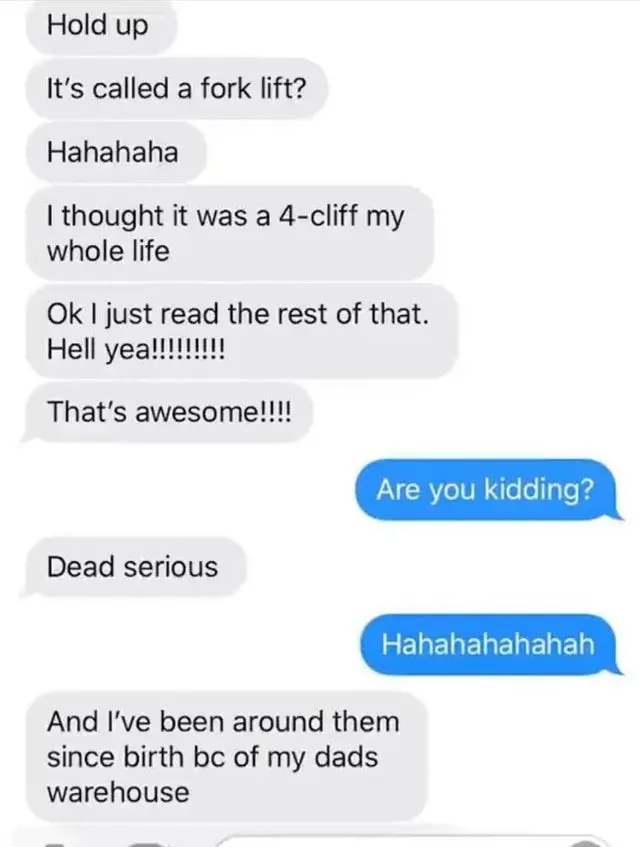 Hold up
It's called a fork lift?
Hahahaha
I thought it was a 4-cliff my
whole life
Ok I just read the rest of that.
Hell yea!!!!!!!!!
That's awesome!!!!
Are you kidding?
Dead serious
Hahahahahahah
And I've been around them
since birth bc of my dads
warehouse